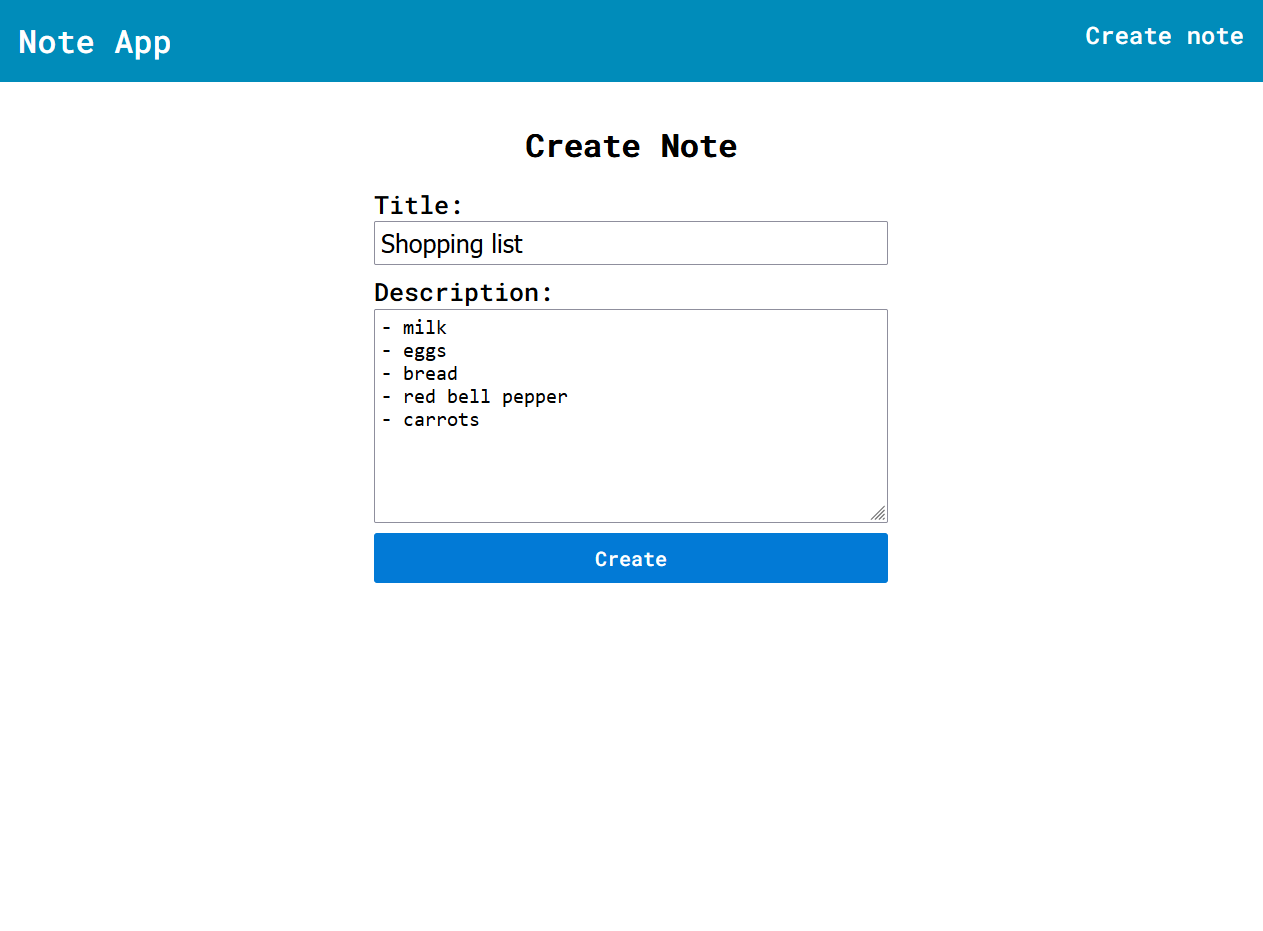 Note App
Create note
Create Note
Title:
Shopping list
Description:
- milk
- eggs
- bread
- red bell pepper
- carrots
Create